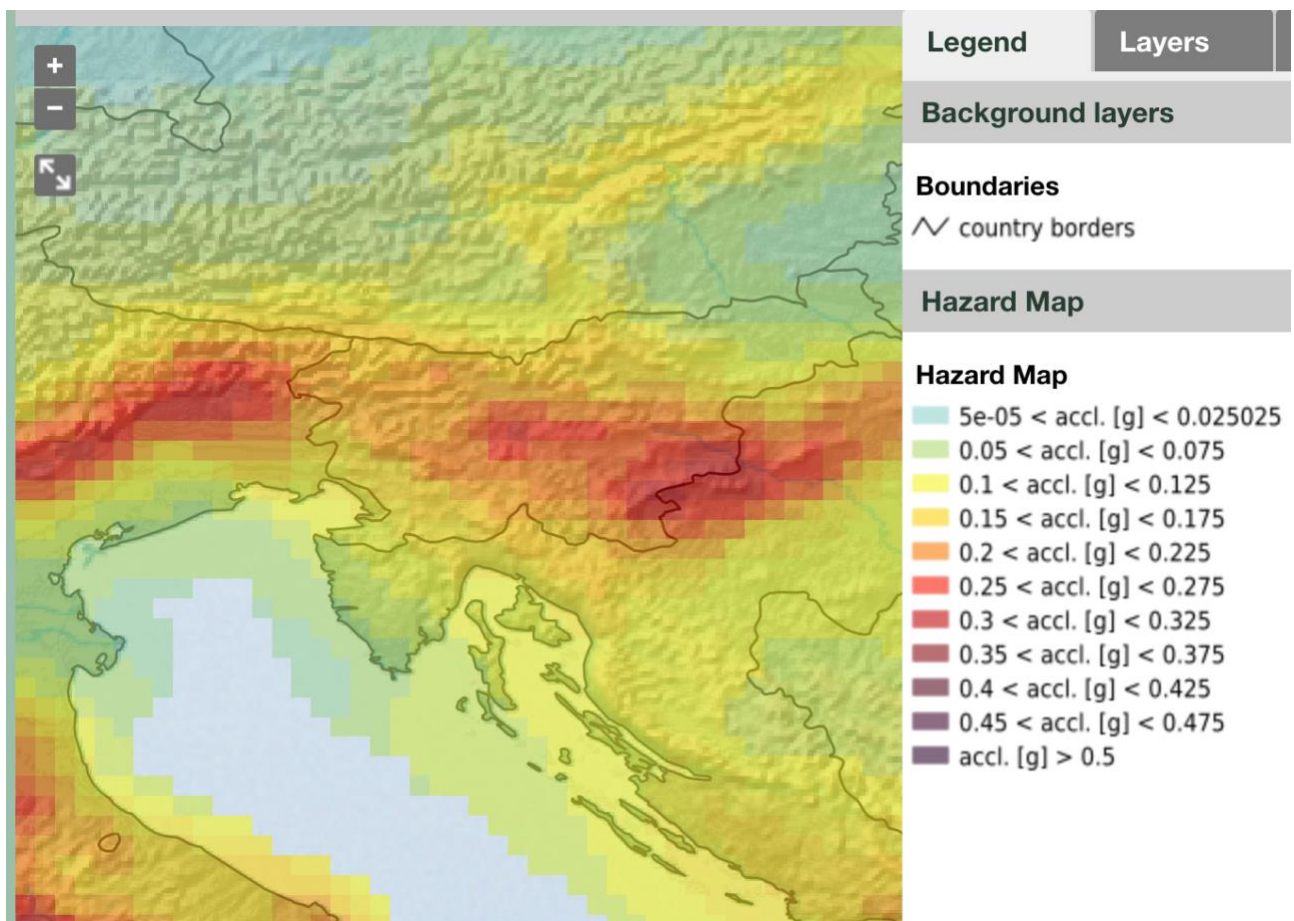 +
−
Legend
Layers
Background layers
Boundaries
country borders
Hazard Map
Hazard Map
5e-05 < accl. [g] < 0.025025
0.05 < accl. [g] < 0.075
0.1 < accl. [g] < 0.125
0.15 < accl. [g] < 0.175
0.2 < accl. [g] < 0.225
0.25 < accl. [g] < 0.275
0.3 < accl. [g] < 0.325
0.35 < accl. [g] < 0.375
0.4 < accl. [g] < 0.425
0.45 < accl. [g] < 0.475
accl. [g] > 0.5